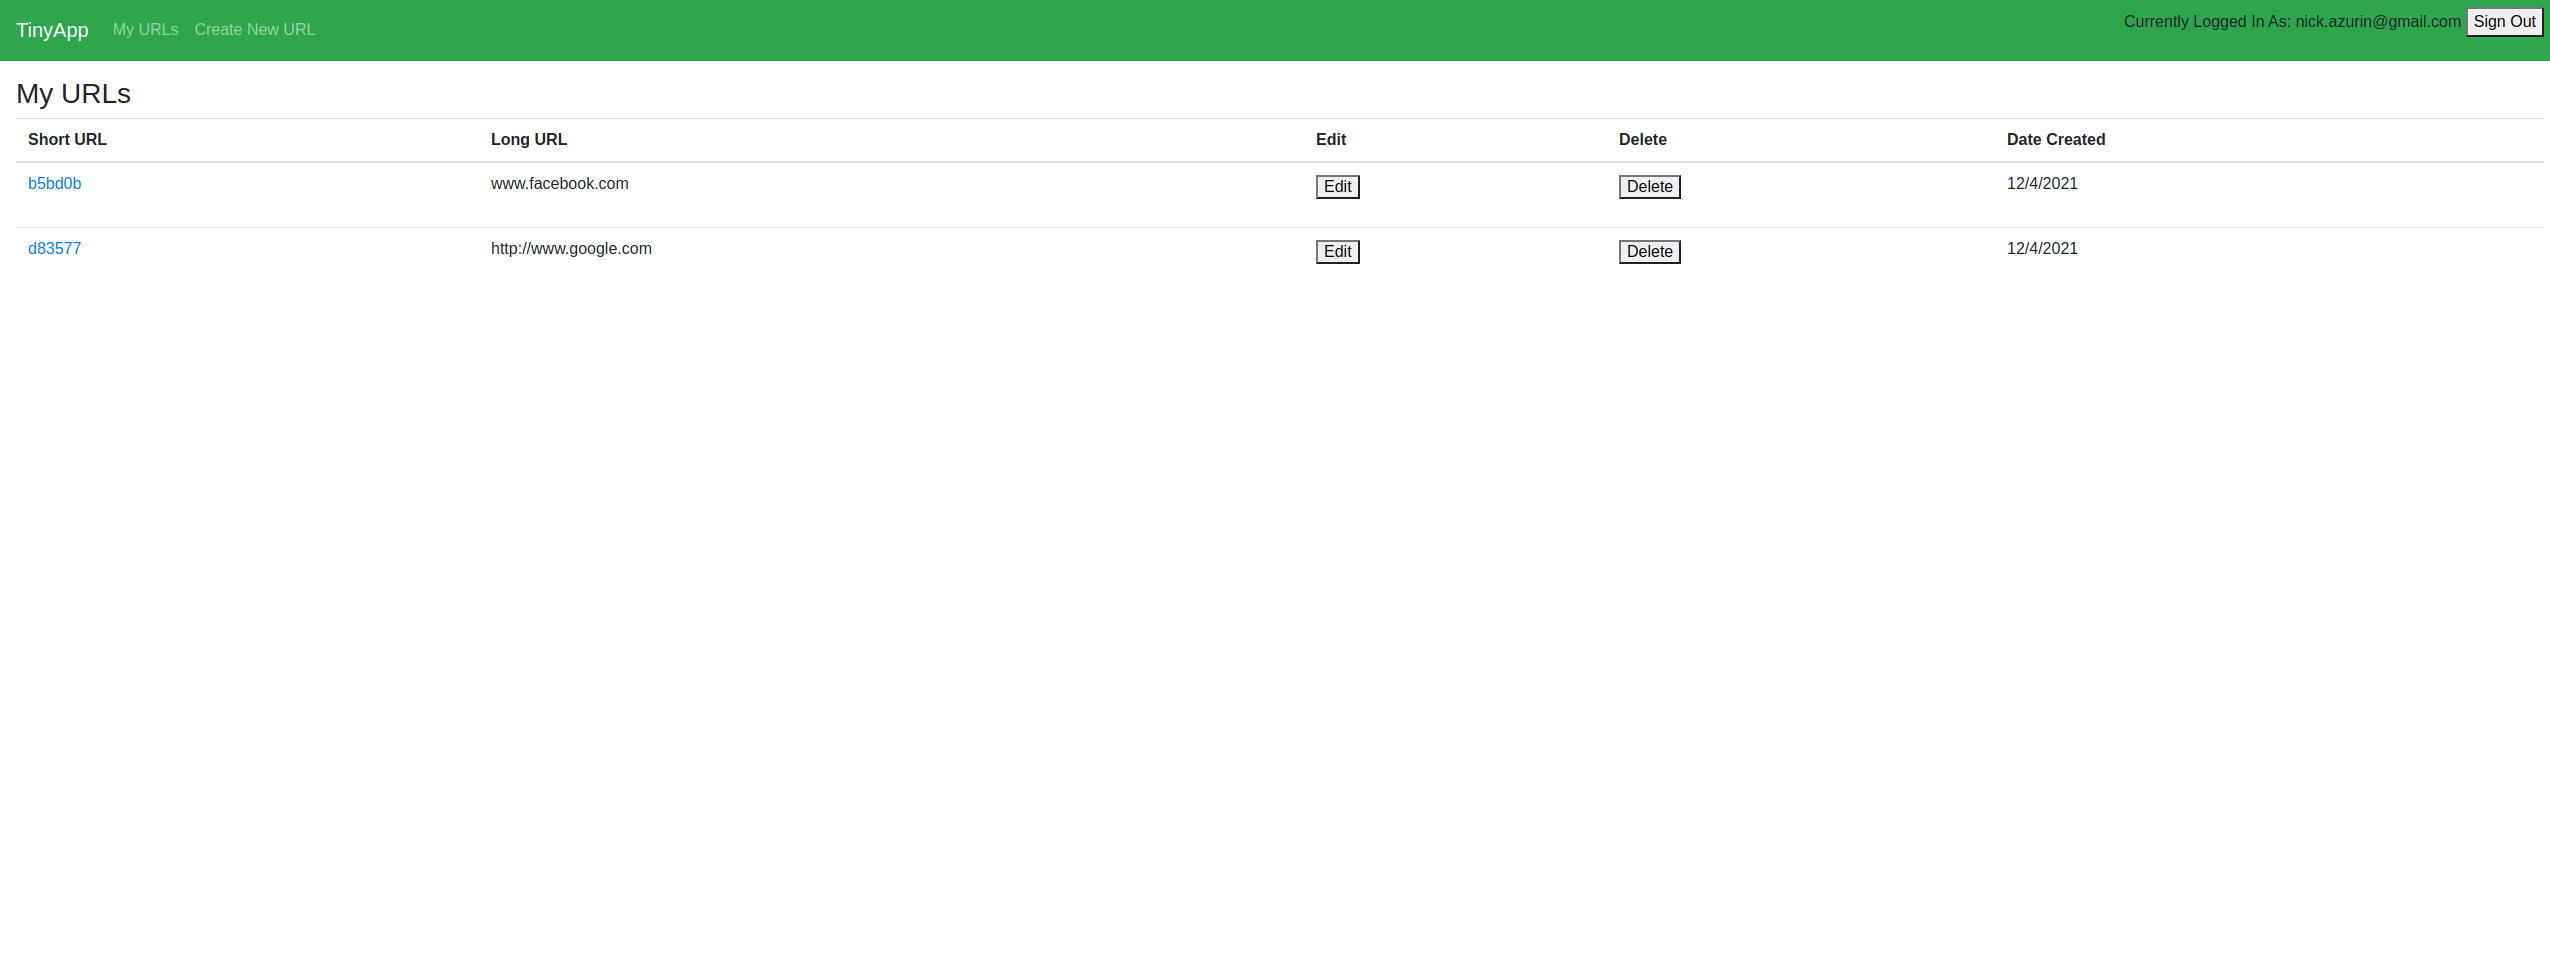 TinyApp My URLs Create New URL Currently Logged In As: nick.azurin@gmail.com Sign Out
My URLs
Short URL Long URL Edit Delete Date Created
b5bd0b www.facebook.com Edit Delete 12/4/2021
d83577 http://www.google.com Edit Delete 12/4/2021